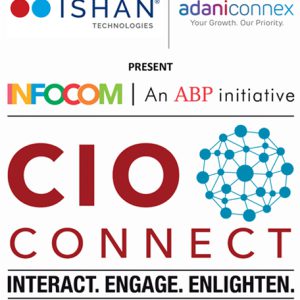 ISHAN®
TECHNOLOGIES
adaniconnex
Your Growth. Our Priority.
PRESENT
INFOCOM | An ABP initiative
CIO
CONNECT
INTERACT. ENGAGE. ENLIGHTEN.